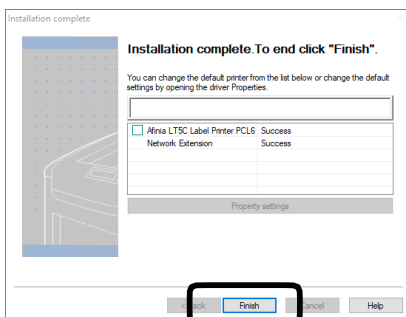 Installation complete
Installation complete.To end click "Finish".
You can change the default printer from the list below or change the default
settings by opening the driver Properties.
Afinia LT5C Label Printer PCL6 Success
Network Extension Success
Property settings
Finish
Help